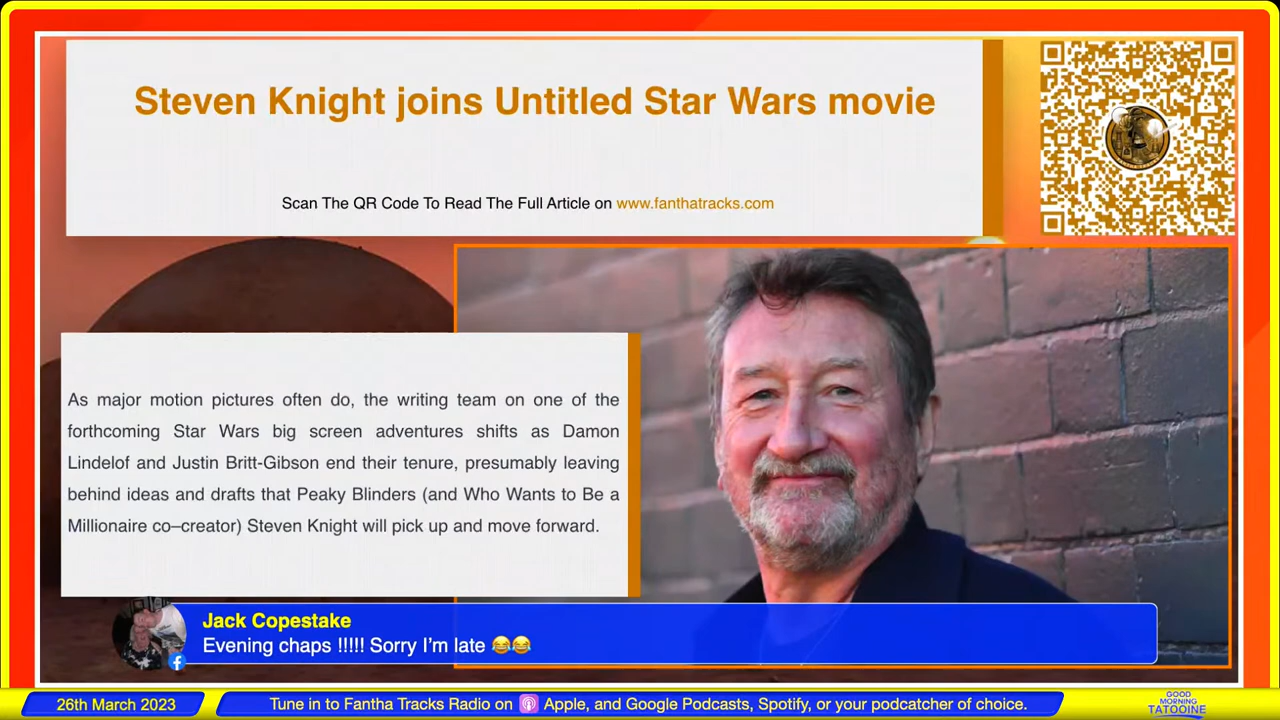 Steven Knight joins Untitled Star Wars movie
Scan The QR Code To Read The Full Article on www.fanthatracks.com
As major motion pictures often do, the writing team on one of the
forthcoming Star Wars big screen adventures shifts as Damon
Lindelof and Justin Britt-Gibson end their tenure, presumably leaving
behind ideas and drafts that Peaky Blinders (and Who Wants to Be a
Millionaire co–creator) Steven Knight will pick up and move forward.
Jack Copestake
Evening chaps !!!!! Sorry I’m late 😂😂
26th March 2023
Tune in to Fantha Tracks Radio on Apple, and Google Podcasts, Spotify, or your podcatcher of choice.
GOOD
MORNING
TATOOINE